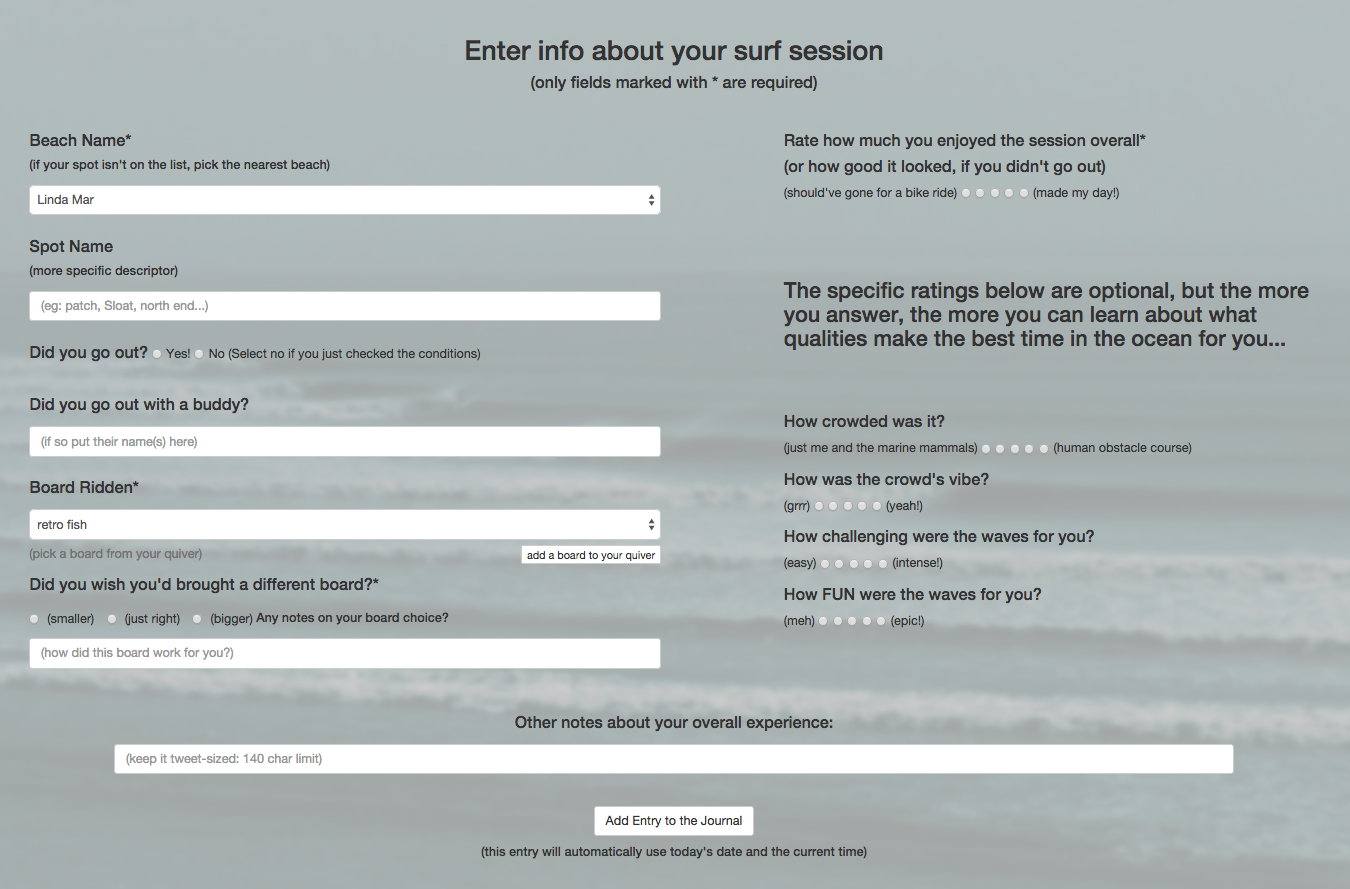 Enter info about your surf session
(only fields marked with * are required)
Beach Name*
(if your spot isn't on the list, pick the nearest beach)
Linda Mar
Spot Name
(more specific descriptor)
(eg: patch, Sloat, north end...)
Did you go out? Yes! No (Select no if you just checked the conditions)
Did you go out with a buddy?
(if so put their name(s) here)
Board Ridden*
retro fish
(pick a board from your quiver)
add a board to your quiver
Did you wish you'd brought a different board?*
(smaller) (just right) (bigger) Any notes on your board choice?
(how did this board work for you?)
Rate how much you enjoyed the session overall*
(or how good it looked, if you didn't go out)
(should've gone for a bike ride) (made my day!)
The specific ratings below are optional, but the more
you answer, the more you can learn about what
qualities make the best time in the ocean for you...
How crowded was it?
(just me and the marine mammals) (human obstacle course)
How was the crowd's vibe?
(grrr) (yeah!)
How challenging were the waves for you?
(easy) (intense!)
How FUN were the waves for you?
(meh) (epic!)
Other notes about your overall experience:
(keep it tweet-sized: 140 char limit)
Add Entry to the Journal
(this entry will automatically use today's date and the current time)